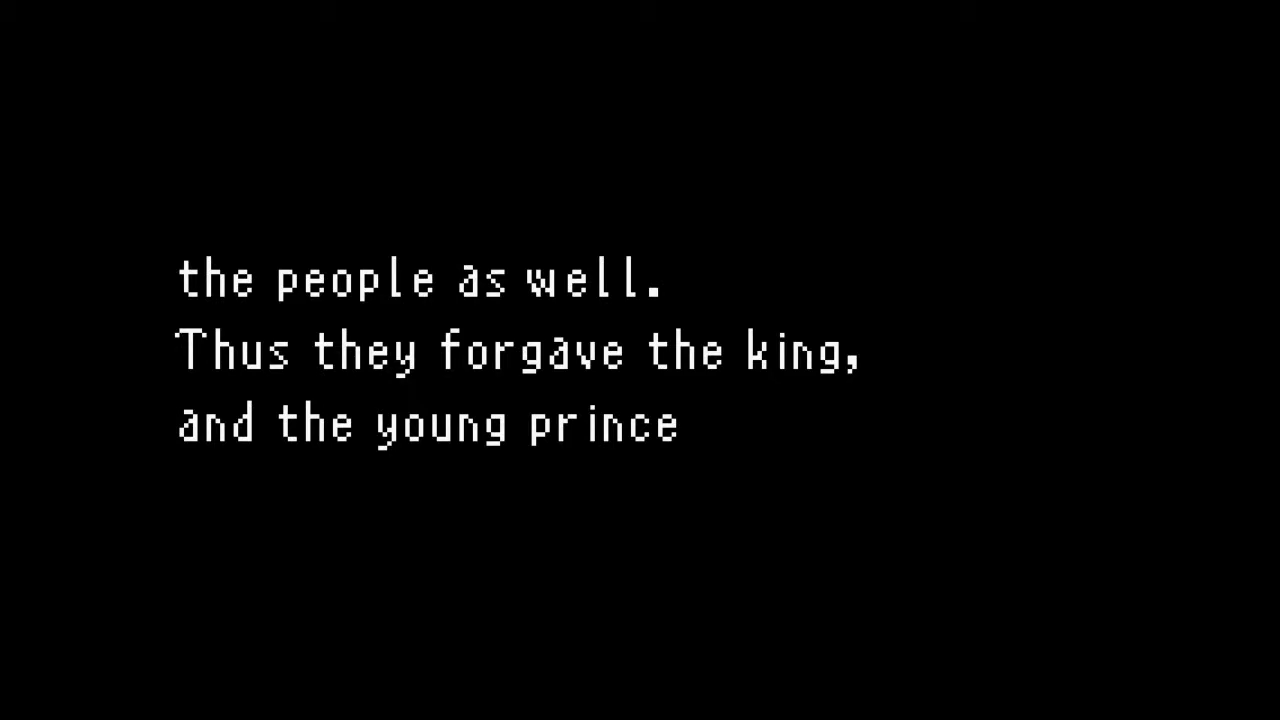 the people as well.
Thus they forgave the king,
and the young prince